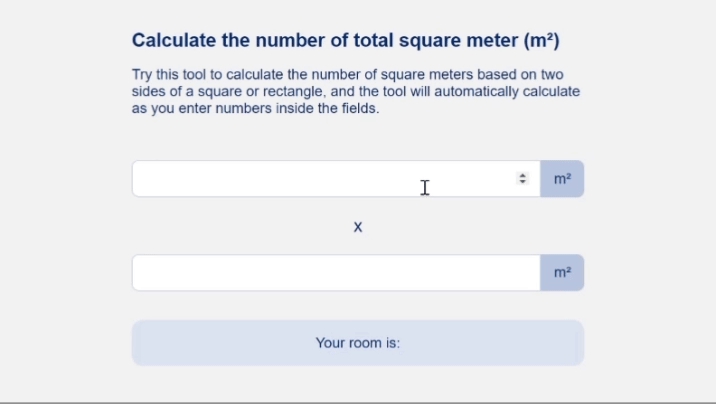 Calculate the number of total square meter (m²)
Try this tool to calculate the number of square meters based on two
sides of a square or rectangle, and the tool will automatically calculate
as you enter numbers inside the fields.
m²
X
m²
Your room is: